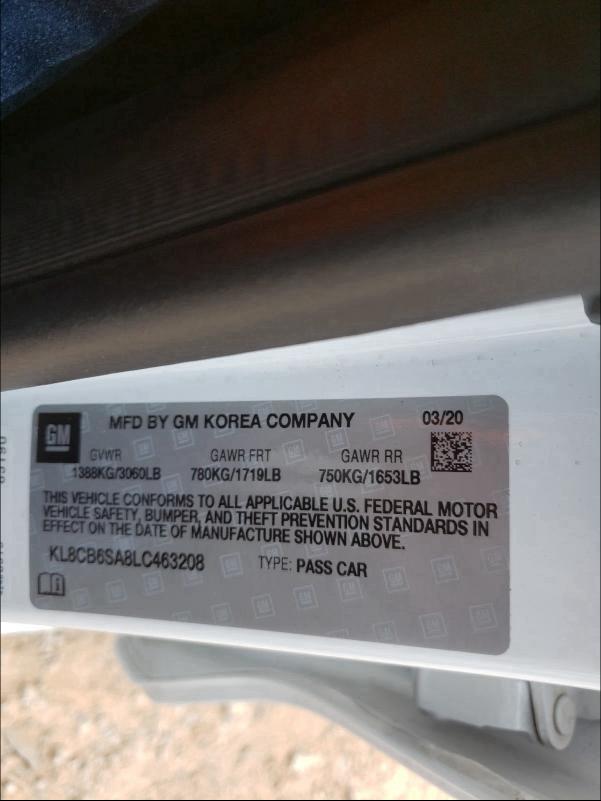 GM
MFD BY GM KOREA COMPANY
03/20
GVWR GAWR FRT GAWR RR
1388KG/3060LB 780KG/1719LB 750KG/1653LB
THIS VEHICLE CONFORMS TO ALL APPLICABLE U.S. FEDERAL MOTOR
VEHICLE SAFETY, BUMPER, AND THEFT PREVENTION STANDARDS IN
EFFECT ON THE DATE OF MANUFACTURE SHOWN ABOVE.
KL8CB6SA8LC463208 TYPE: PASS CAR